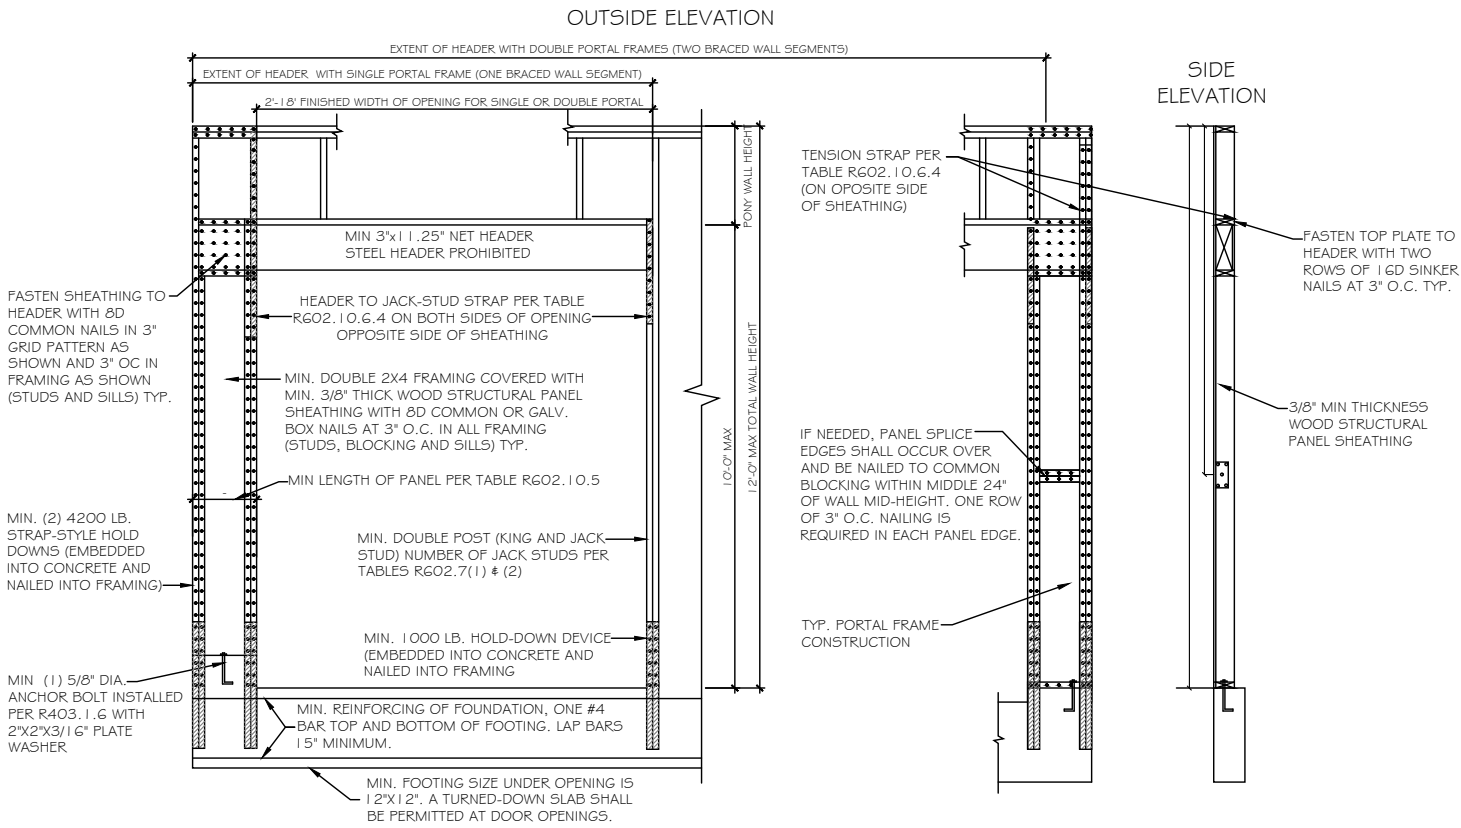 OUTSIDE ELEVATION
EXTENT OF HEADER WITH DOUBLE PORTAL FRAMES (TWO BRACED WALL SEGMENTS)
EXTENT OF HEADER WITH SINGLE PORTAL FRAME (ONE BRACED WALL SEGMENT)
2'-18' FINISHED WIDTH OF OPENING FOR SINGLE OR DOUBLE PORTAL
SIDE
ELEVATION
PONY WALL HEIGHT
TENSION STRAP PER
TABLE R602.10.6.4
(ON OPOSITE SIDE
OF SHEATHING)
MIN 3"x11.25" NET HEADER
STEEL HEADER PROHIBITED
FASTEN TOP PLATE TO
HEADER WITH TWO
ROWS OF 16D SINKER
NAILS AT 3" O.C. TYP.
FASTEN SHEATHING TO
HEADER WITH 8D
COMMON NAILS IN 3"
GRID PATTERN AS
SHOWN AND 3" OC IN
FRAMING AS SHOWN
(STUDS AND SILLS) TYP.
HEADER TO JACK-STUD STRAP PER TABLE
R602.10.6.4 ON BOTH SIDES OF OPENING
OPPOSITE SIDE OF SHEATHING
MIN. DOUBLE 2X4 FRAMING COVERED WITH
MIN. 3/8" THICK WOOD STRUCTURAL PANEL
SHEATHING WITH 8D COMMON OR GALV.
BOX NAILS AT 3" O.C. IN ALL FRAMING
(STUDS, BLOCKING AND SILLS) TYP.
10'-0" MAX
12'-0" MAX TOTAL WALL HEIGHT
3/8" MIN THICKNESS
WOOD STRUCTURAL
PANEL SHEATHING
IF NEEDED, PANEL SPLICE
EDGES SHALL OCCUR OVER
AND BE NAILED TO COMMON
BLOCKING WITHIN MIDDLE 24"
OF WALL MID-HEIGHT. ONE ROW
OF 3" O.C. NAILING IS
REQUIRED IN EACH PANEL EDGE.
MIN LENGTH OF PANEL PER TABLE R602.10.5
MIN. (2) 4200 LB.
STRAP-STYLE HOLD
DOWNS (EMBEDDED
INTO CONCRETE AND
NAILED INTO FRAMING)
MIN. DOUBLE POST (KING AND JACK
STUD) NUMBER OF JACK STUDS PER
TABLES R602.7(1) & (2)
MIN. 1000 LB. HOLD-DOWN DEVICE
(EMBEDDED INTO CONCRETE AND
NAILED INTO FRAMING
TYP. PORTAL FRAME
CONSTRUCTION
MIN (1) 5/8" DIA.
ANCHOR BOLT INSTALLED
PER R403.1.6 WITH
2"X2"X3/16" PLATE
WASHER
MIN. REINFORCING OF FOUNDATION, ONE #4
BAR TOP AND BOTTOM OF FOOTING. LAP BARS
15" MINIMUM.
MIN. FOOTING SIZE UNDER OPENING IS
12"X12". A TURNED-DOWN SLAB SHALL
BE PERMITTED AT DOOR OPENINGS.